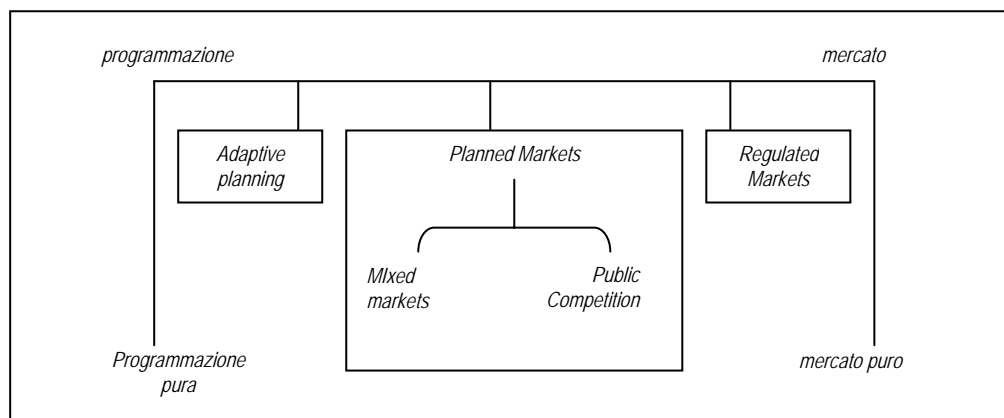 programmazione
mercato
Adaptive
planning
Planned Markets
Regulated
Markets
MIxed
markets
Public
Competition
Programmazione
pura
mercato puro